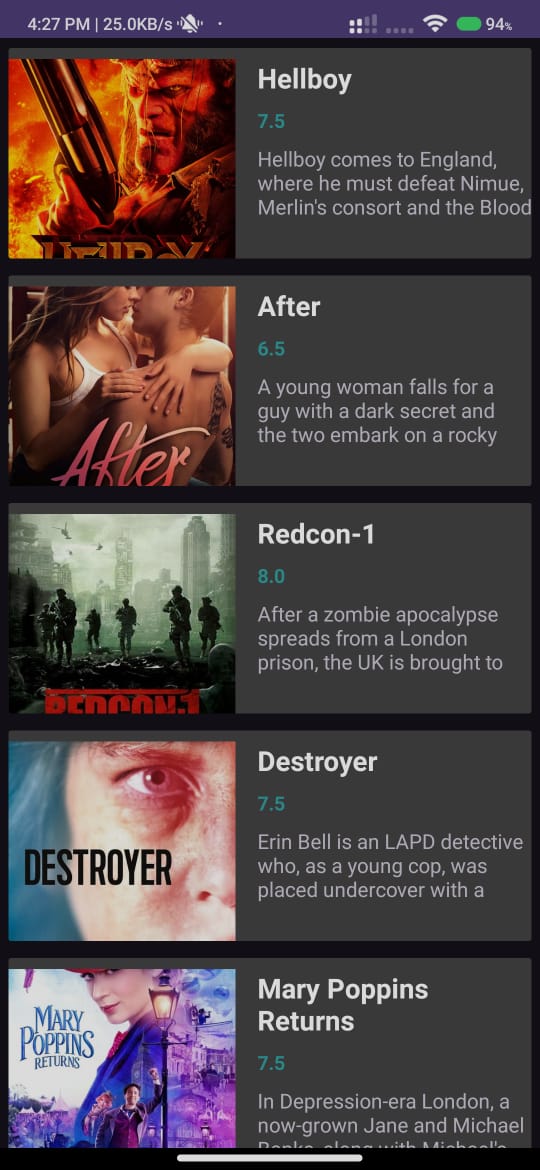 4:27 PM | 25.0KB/s
94%
Hellboy
7.5
Hellboy comes to England,
where he must defeat Nimue,
Merlin's consort and the Blood
HELLBOY
After
6.5
A young woman falls for a
guy with a dark secret and
the two embark on a rocky
After
Redcon-1
8.0
After a zombie apocalypse
spreads from a London
prison, the UK is brought to
REDCON-1
Destroyer
7.5
Erin Bell is an LAPD detective
who, as a young cop, was
placed undercover with a
DESTROYER
Mary Poppins
Returns
7.5
In Depression-era London, a
now-grown Jane and Michael
Banks, along with Michael's
MARY
POPPINS
RETURNS